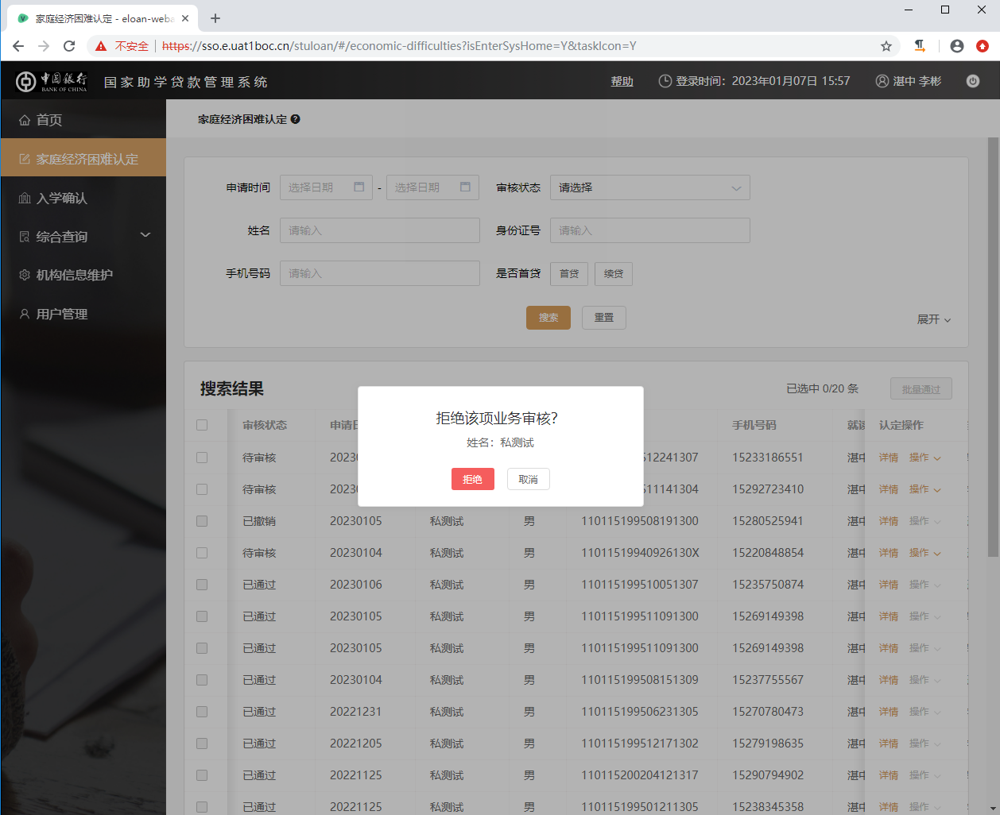 家庭经济困难认定 - eloan-weba
不安全 https://sso.e.uat1boc.cn/stuloan/#/economic-difficulties?isEnterSysHome=Y&taskIcon=Y
中国银行 BANK OF CHINA 国家助学贷款管理系统 帮助 登录时间：2023年01月07日 15:57 湛中 李彬
首页
家庭经济困难认定
入学确认
综合查询
机构信息维护
用户管理
家庭经济困难认定
申请时间 选择日期 - 选择日期 审核状态 请选择
姓名 请输入 身份证号 请输入
手机号码 请输入 是否首贷 首贷 续贷
搜索 重置 展开
搜索结果 已选中 0/20 条 批量通过
拒绝该项业务审核?
姓名：私测试
拒绝 取消
审核状态 申请日 手机号码 就读 认定操作
待审核 20230 512241307 15233186551 湛中 详情 操作
待审核 20230 511141304 15292723410 湛中 详情 操作
已撤销 20230105 私测试 男 110115199508191300 15280525941 湛中 详情 操作
待审核 20230104 私测试 男 11011519940926130X 15220848854 湛中 详情 操作
已通过 20230106 私测试 男 110115199510051307 15235750874 湛中 详情 操作
已通过 20230105 私测试 男 110115199511091300 15269149398 湛中 详情 操作
已通过 20230105 私测试 男 110115199511091300 15269149398 湛中 详情 操作
已通过 20230104 私测试 男 110115199508151309 15237755567 湛中 详情 操作
已通过 20221231 私测试 男 110115199506231305 15270780473 湛中 详情 操作
已通过 20221205 私测试 男 110115199512171302 15279198635 湛中 详情 操作
已通过 20221125 私测试 男 110115200204121317 15290794902 湛中 详情 操作
已通过 20221125 私测试 男 110115199501211305 15238345358 湛中 详情 操作